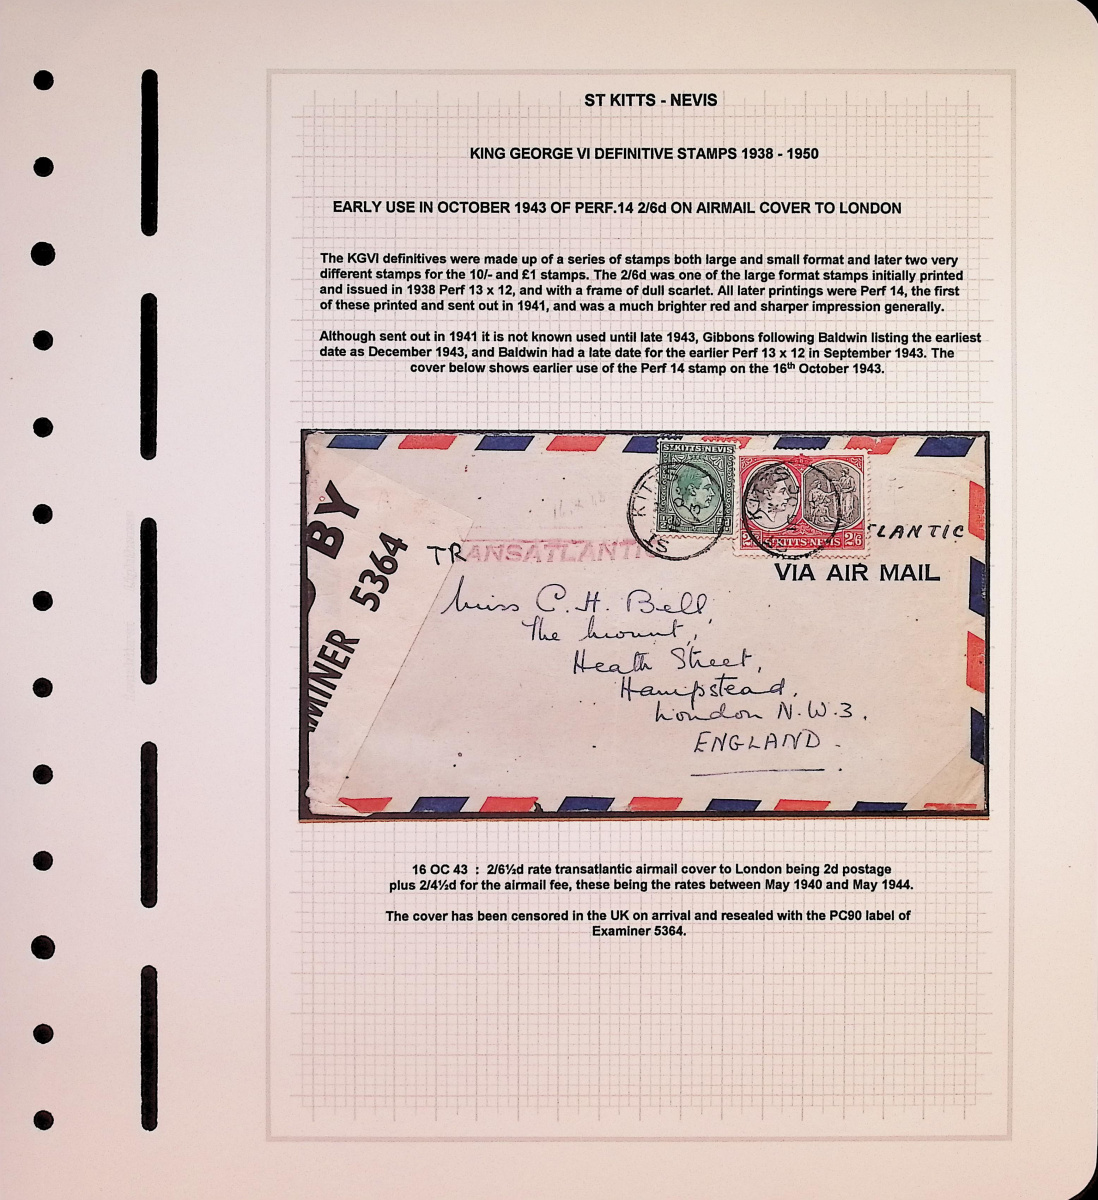 ST KITTS - NEVIS
KING GEORGE VI DEFINITIVE STAMPS 1938 - 1950
EARLY USE IN OCTOBER 1943 OF PERF.14 2/6d ON AIRMAIL COVER TO LONDON
The KGVI definitives were made up of a series of stamps both large and small format and later two very
different stamps for the 10/- and £1 stamps. The 2/6d was one of the large format stamps initially printed
and issued in 1938 Perf 13 x 12, and with a frame of dull scarlet. All later printings were Perf 14, the first
of these printed and sent out in 1941, and was a much brighter red and sharper impression generally.
Although sent out in 1941 it is not known used until late 1943, Gibbons following Baldwin listing the earliest
date as December 1943, and Baldwin had a late date for the earlier Perf 13 x 12 in September 1943. The
cover below shows earlier use of the Perf 14 stamp on the 16th October 1943.
BY
MINER 5364
ST KITTS NEVIS
ST KITTS
KITTS-NEVIS 2/6
TRANSATLANTIC
LANTIC
VIA AIR MAIL
Miss C. H. Bell
The Mount,
Heath Street,
Hampstead,
London N.W.3.
ENGLAND.
16 OC 43 : 2/6½d rate transatlantic airmail cover to London being 2d postage
plus 2/4½d for the airmail fee, these being the rates between May 1940 and May 1944.
The cover has been censored in the UK on arrival and resealed with the PC90 label of
Examiner 5364.